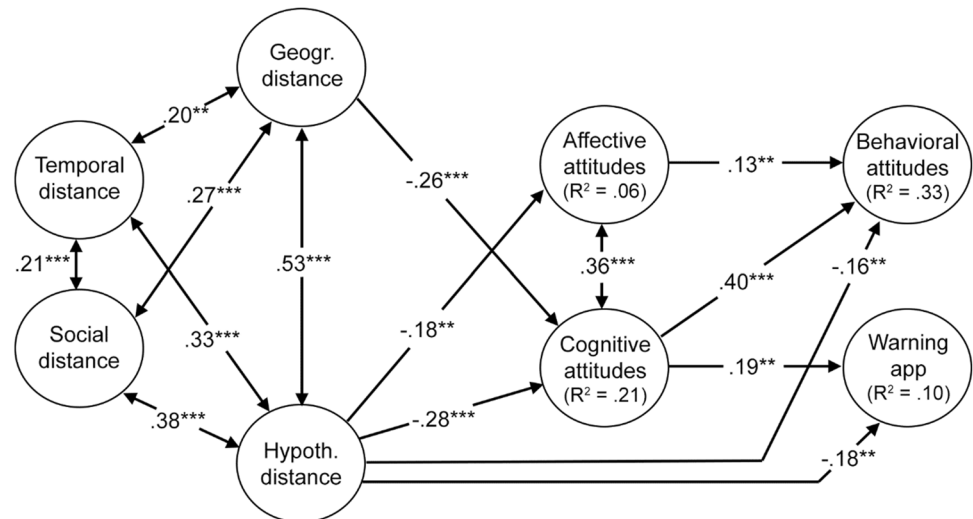 Geogr.
distance
.20**
Temporal
distance
.27***
.21***
.53***
Social
distance
.33***
.38***
Hypoth.
distance
-.26***
-.18**
-.28***
Affective
attitudes
(R² = .06)
.36***
Cognitive
attitudes
(R² = .21)
.13**
.40***
-.16**
.19**
-.18**
Behavioral
attitudes
(R² = .33)
Warning
app
(R² = .10)